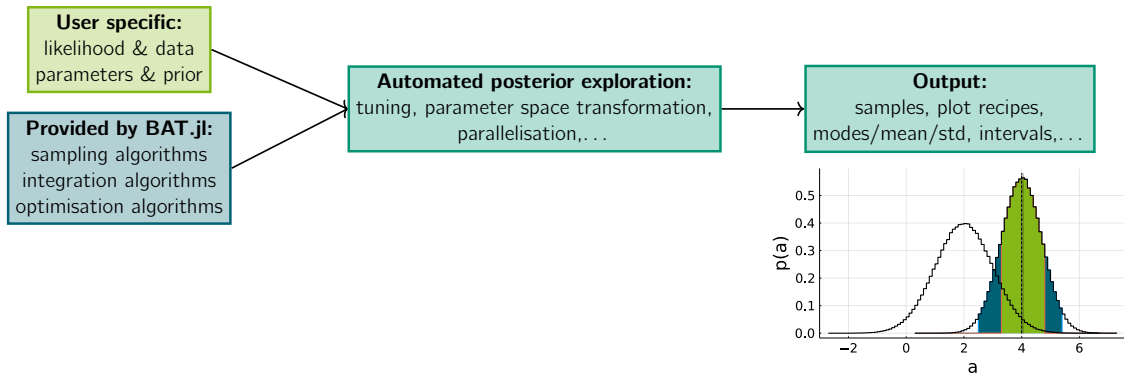 User specific:
likelihood & data
parameters & prior
Provided by BAT.jl:
sampling algorithms
integration algorithms
optimisation algorithms
Automated posterior exploration:
tuning, parameter space transformation,
parallelisation,...
Output:
samples, plot recipes,
modes/mean/std, intervals,...
p(a)
0.5
0.4
0.3
0.2
0.1
0.0
−2
0
2
4
6
a